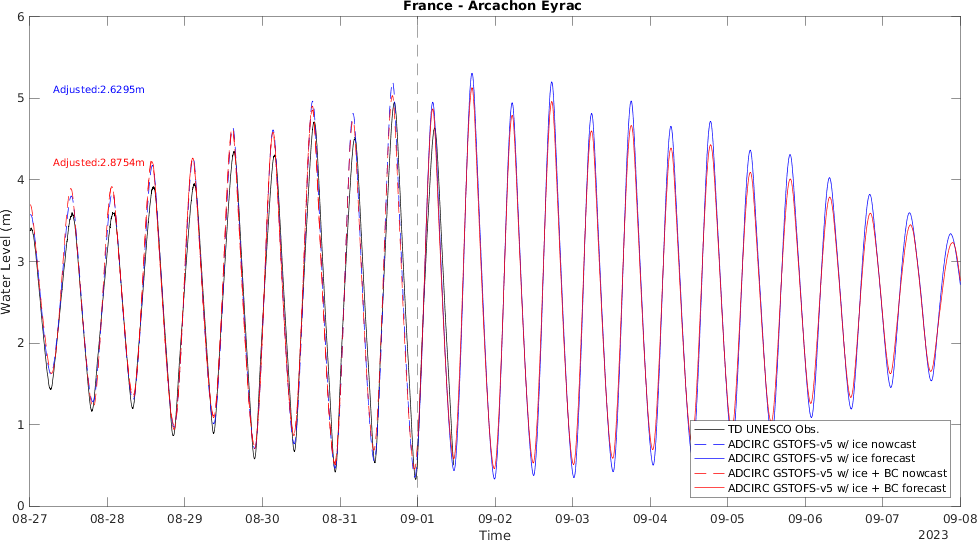 France - Arcachon Eyrac
6
5
4
3
2
1
0
Water Level (m)
Adjusted:2.6295m
Adjusted:2.8754m
TD UNESCO Obs.
ADCIRC GSTOFS-v5 w/ ice nowcast
ADCIRC GSTOFS-v5 w/ ice forecast
ADCIRC GSTOFS-v5 w/ ice + BC nowcast
ADCIRC GSTOFS-v5 w/ ice + BC forecast
08-27 08-28 08-29 08-30 08-31 09-01 09-02 09-03 09-04 09-05 09-06 09-07 09-08
Time
2023